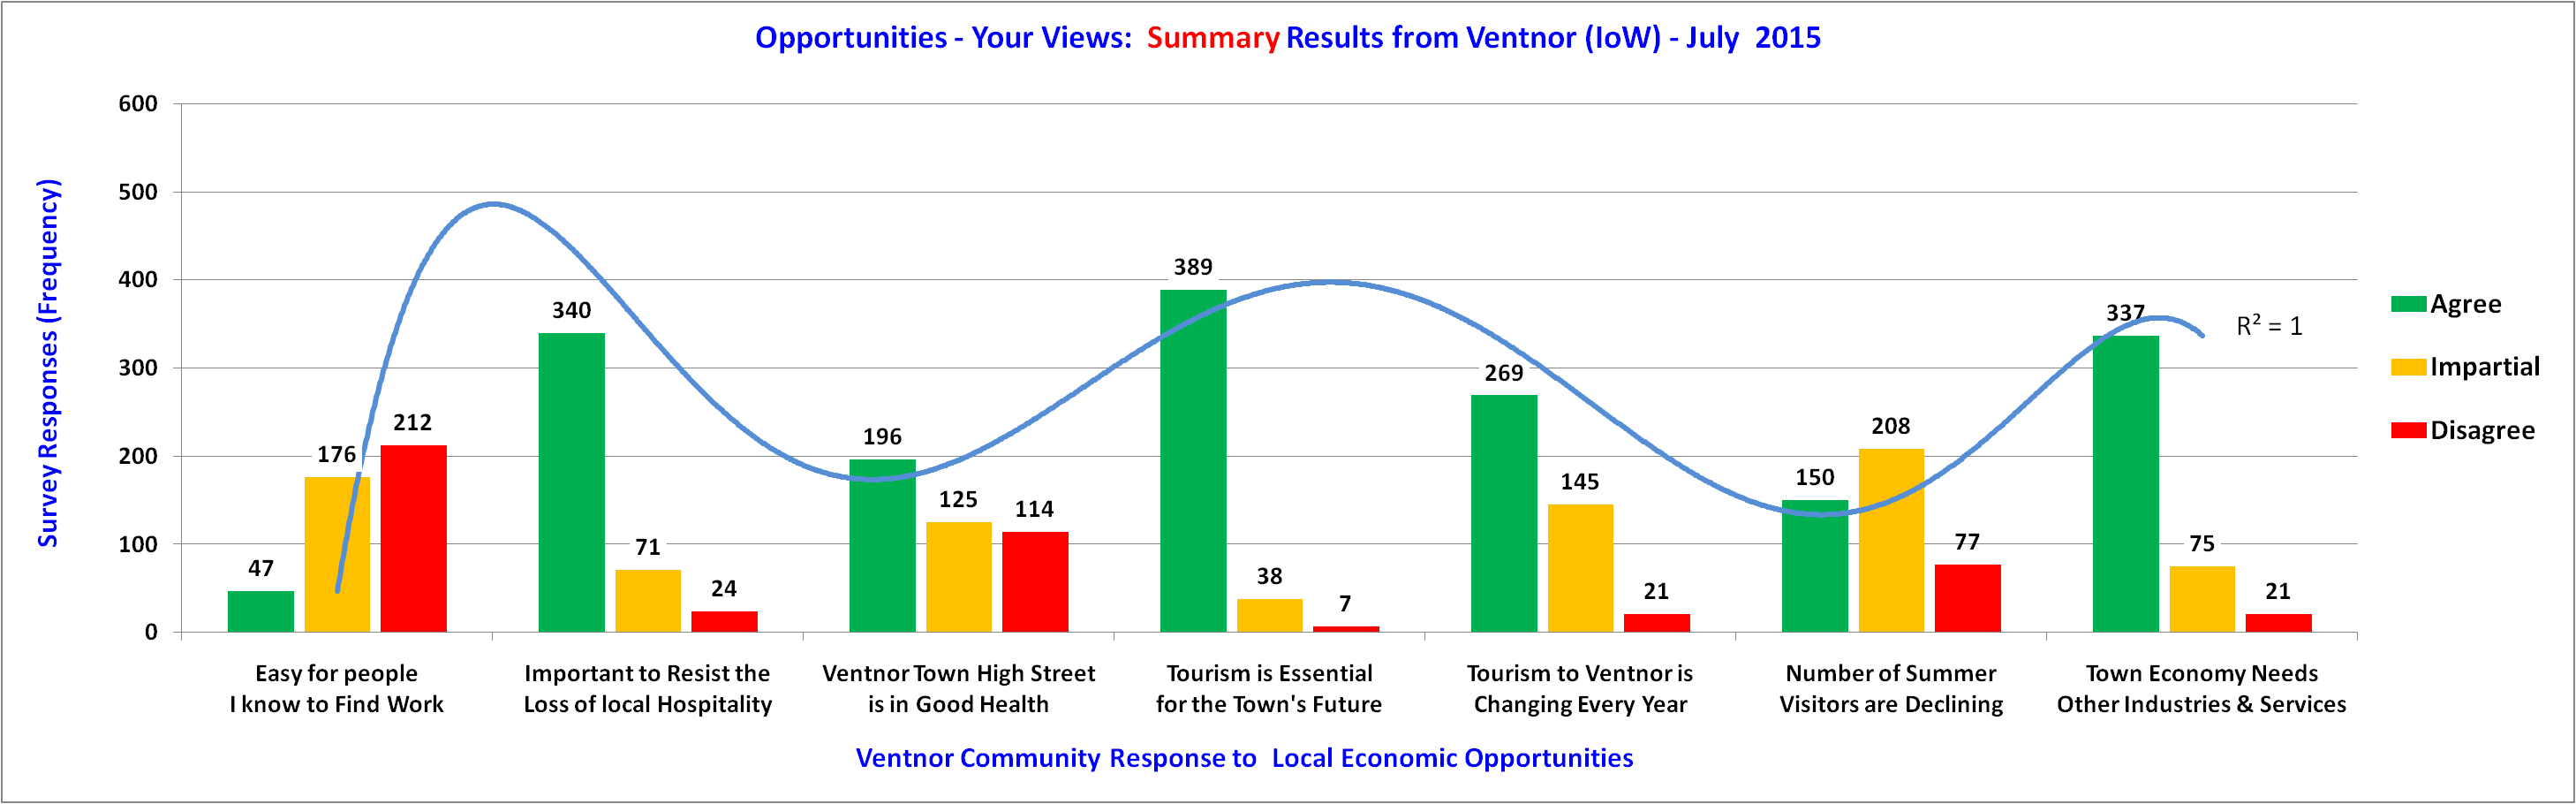 Opportunities - Your Views: Summary Results from Ventnor (IoW) - July 2015
Survey Responses (Frequency)
600
500
400
300
200
100
0
47
176
212
340
71
24
196
125
114
389
38
7
269
145
21
150
208
77
337
75
21
R² = 1
Agree
Impartial
Disagree
Easy for people
I know to Find Work
Important to Resist the
Loss of local Hospitality
Ventnor Town High Street
is in Good Health
Tourism is Essential
for the Town's Future
Tourism to Ventnor is
Changing Every Year
Number of Summer
Visitors are Declining
Town Economy Needs
Other Industries & Services
Ventnor Community Response to Local Economic Opportunities